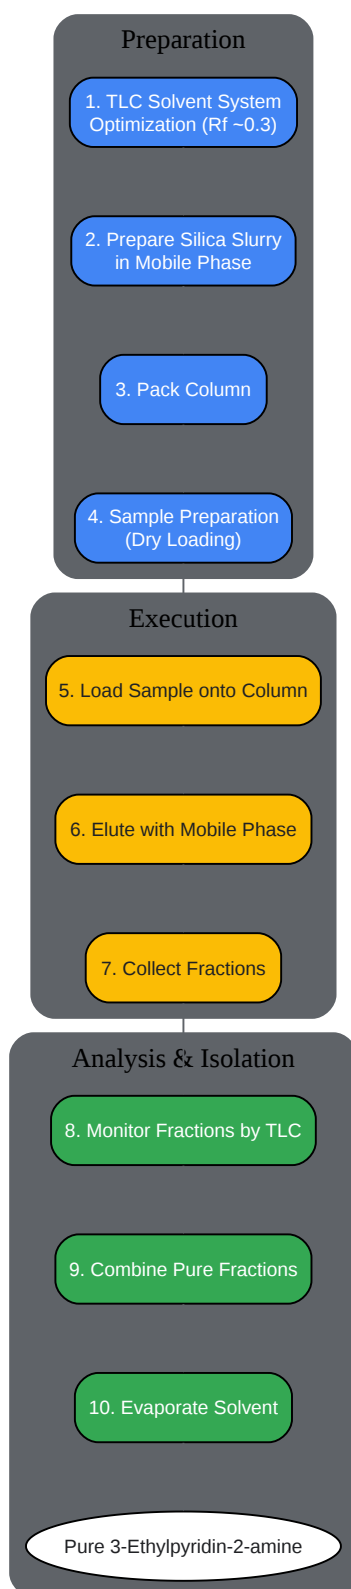 Preparation
1. TLC Solvent System
Optimization (Rf ~0.3)
2. Prepare Silica Slurry
in Mobile Phase
3. Pack Column
4. Sample Preparation
(Dry Loading)
Execution
5. Load Sample onto Column
6. Elute with Mobile Phase
7. Collect Fractions
Analysis & Isolation
8. Monitor Fractions by TLC
9. Combine Pure Fractions
10. Evaporate Solvent
Pure 3-Ethylpyridin-2-amine